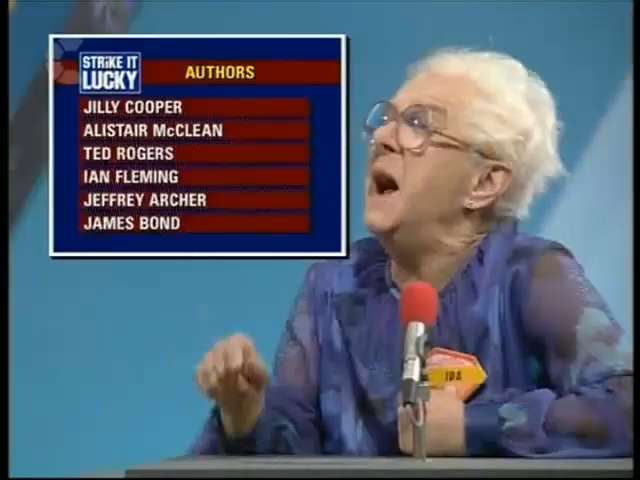 STRIKE IT
LUCKY
AUTHORS
JILLY COOPER
ALISTAIR McCLEAN
TED ROGERS
IAN FLEMING
JEFFREY ARCHER
JAMES BOND
IDA